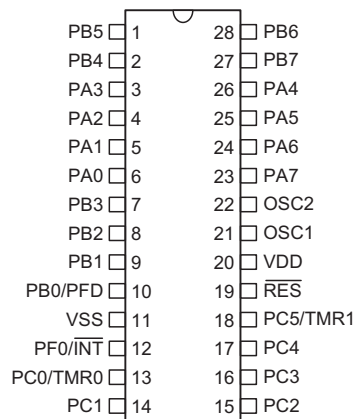 PB5 1 28 PB6
PB4 2 27 PB7
PA3 3 26 PA4
PA2 4 25 PA5
PA1 5 24 PA6
PA0 6 23 PA7
PB3 7 22 OSC2
PB2 8 21 OSC1
PB1 9 20 VDD
PB0/PFD 10 19 R̅E̅S̅
VSS 11 18 PC5/TMR1
PF0/I̅N̅T̅ 12 17 PC4
PC0/TMR0 13 16 PC3
PC1 14 15 PC2